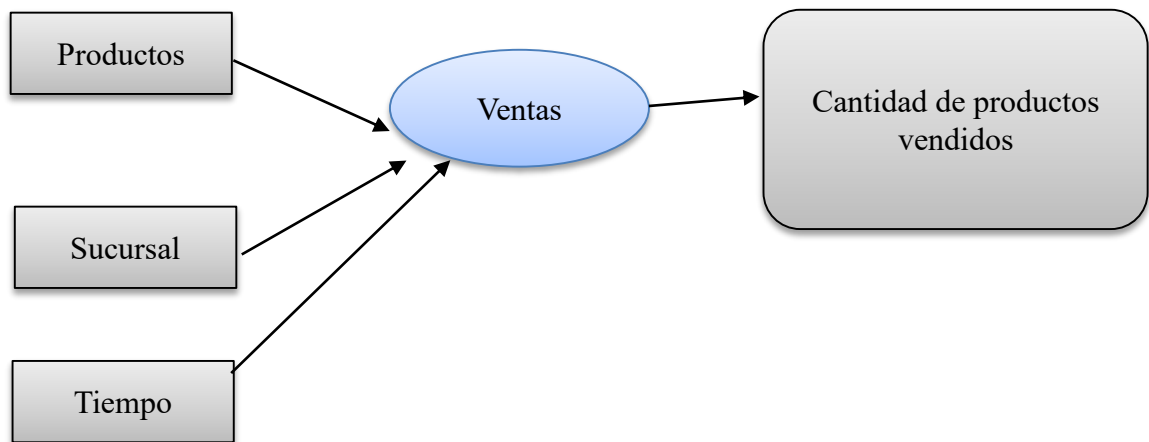 Productos
Ventas
Cantidad de productos
vendidos
Sucursal
Tiempo